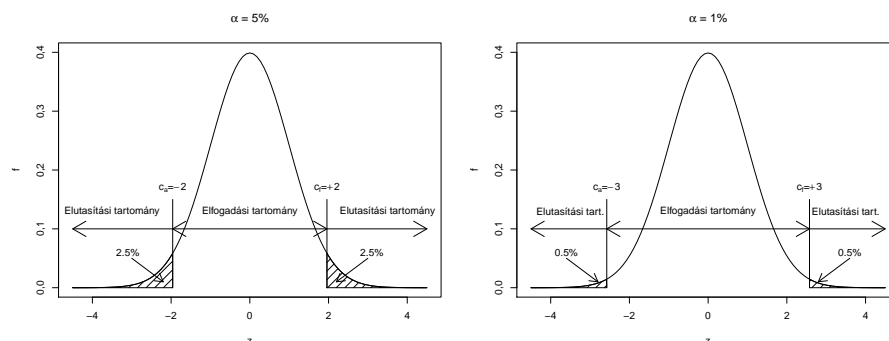 α = 5%
f
0,4
0,3
0,2
0,1
0,0
cₐ=−2
c_f=+2
Elutasítási tartomány
Elfogadási tartomány
Elutasítási tartomány
2.5%
2.5%
−4
−2
0
2
4
α = 1%
f
0,4
0,3
0,2
0,1
0,0
cₐ=−3
c_f=+3
Elutasítási tart.
Elfogadási tartomány
Elutasítási tart.
0.5%
0.5%
−4
−2
0
2
4